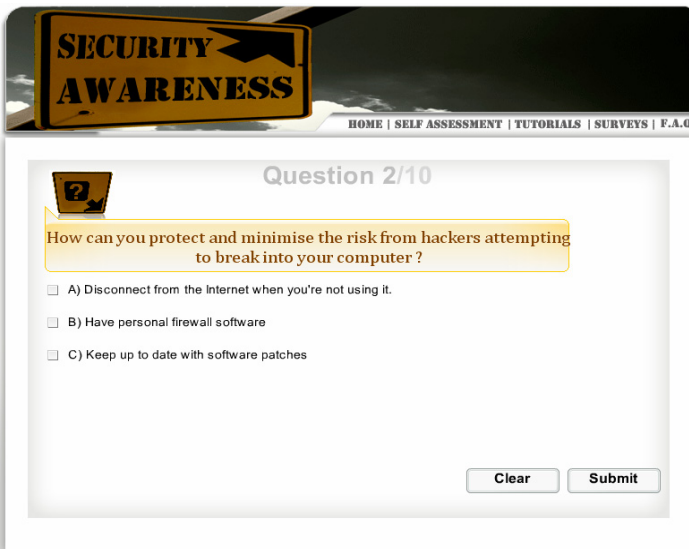 SECURITY
AWARENESS
HOME | SELF ASSESSMENT | TUTORIALS | SURVEYS | F.A.Q
Question 2/10
?
How can you protect and minimise the risk from hackers attempting
to break into your computer ?
A) Disconnect from the Internet when you're not using it.
B) Have personal firewall software
C) Keep up to date with software patches
Clear
Submit